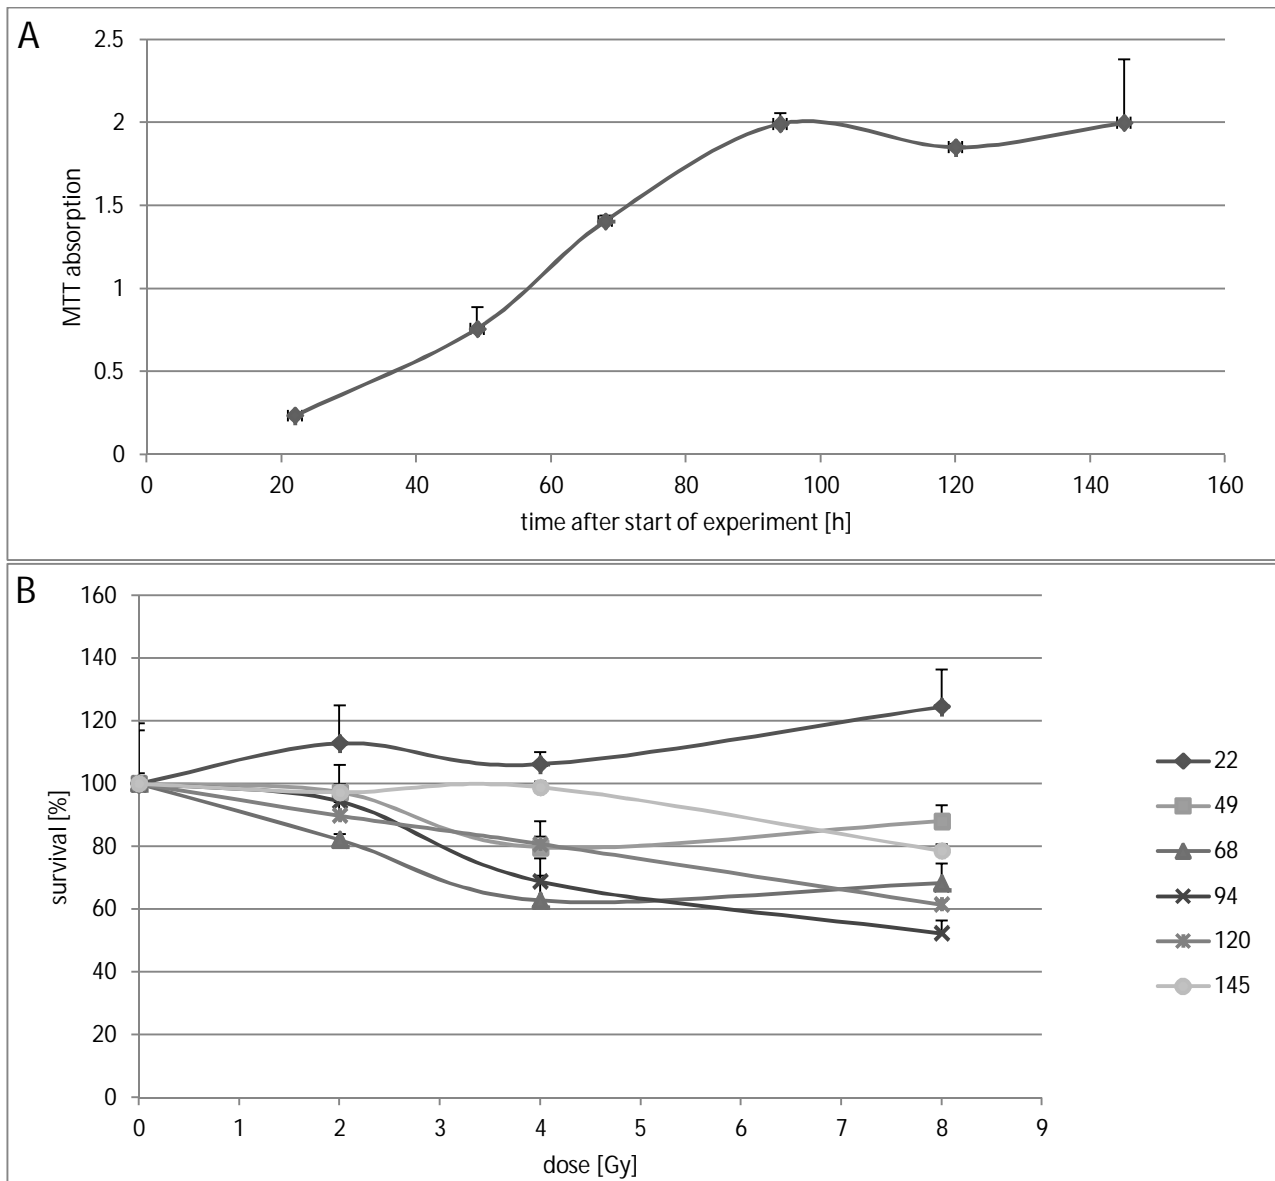 A
2.5
2
1.5
1
0.5
0
MTT absorption
0 20 40 60 80 100 120 140 160
time after start of experiment [h]
B
160
140
120
100
80
60
40
20
0
survival [%]
0 1 2 3 4 5 6 7 8 9
dose [Gy]
22
49
68
94
120
145